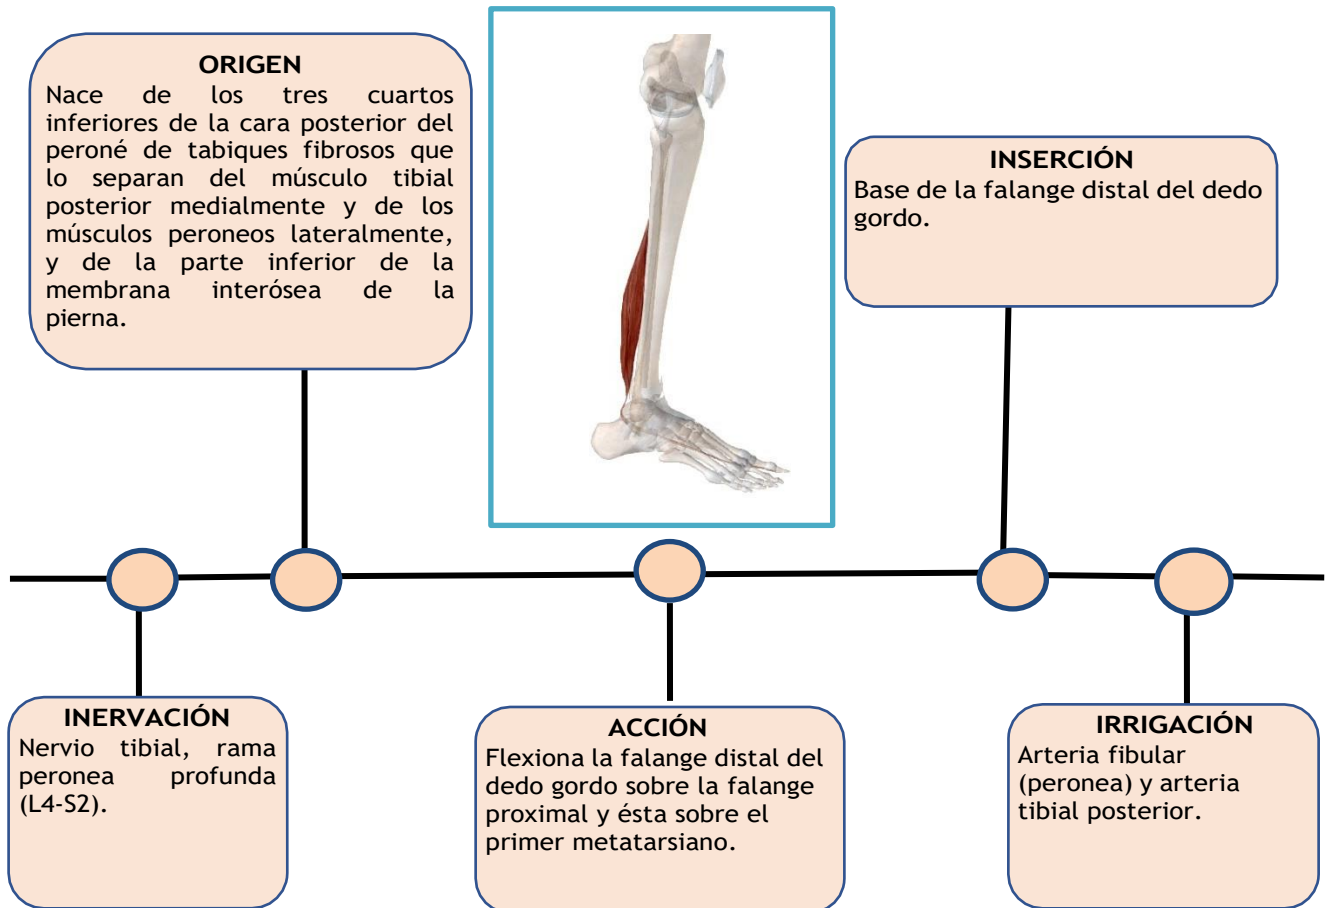 ORIGEN
Nace de los tres cuartos
inferiores de la cara posterior del
peroné de tabiques fibrosos que
lo separan del músculo tibial
posterior medialmente y de los
músculos peroneos lateralmente,
y de la parte inferior de la
membrana interósea de la
pierna.
INSERCIÓN
Base de la falange distal del dedo
gordo.
INERVACIÓN
Nervio tibial, rama
peronea profunda
(L4-S2).
ACCIÓN
Flexiona la falange distal del
dedo gordo sobre la falange
proximal y ésta sobre el
primer metatarsiano.
IRRIGACIÓN
Arteria fibular
(peronea) y arteria
tibial posterior.